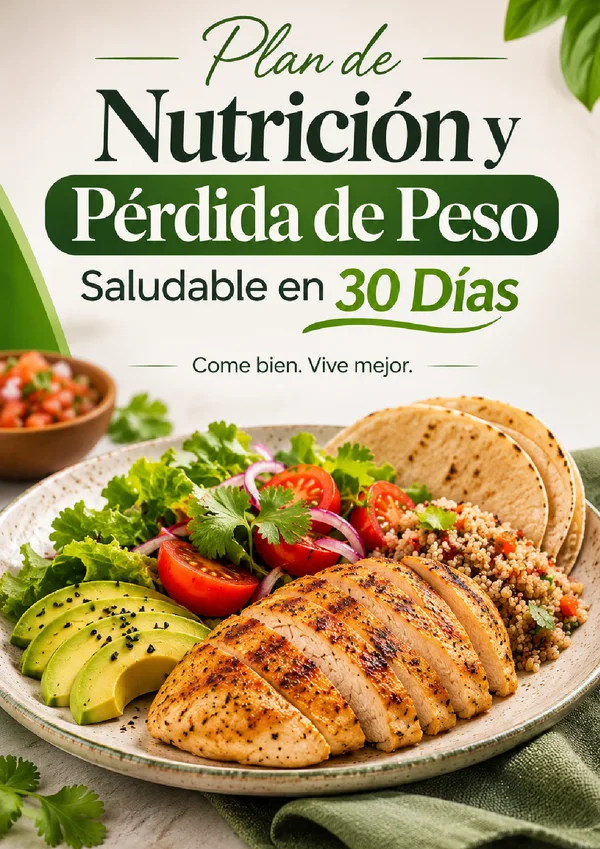 Plan de
Nutrición y
Pérdida de Peso
Saludable en 30 Días
Come bien. Vive mejor.